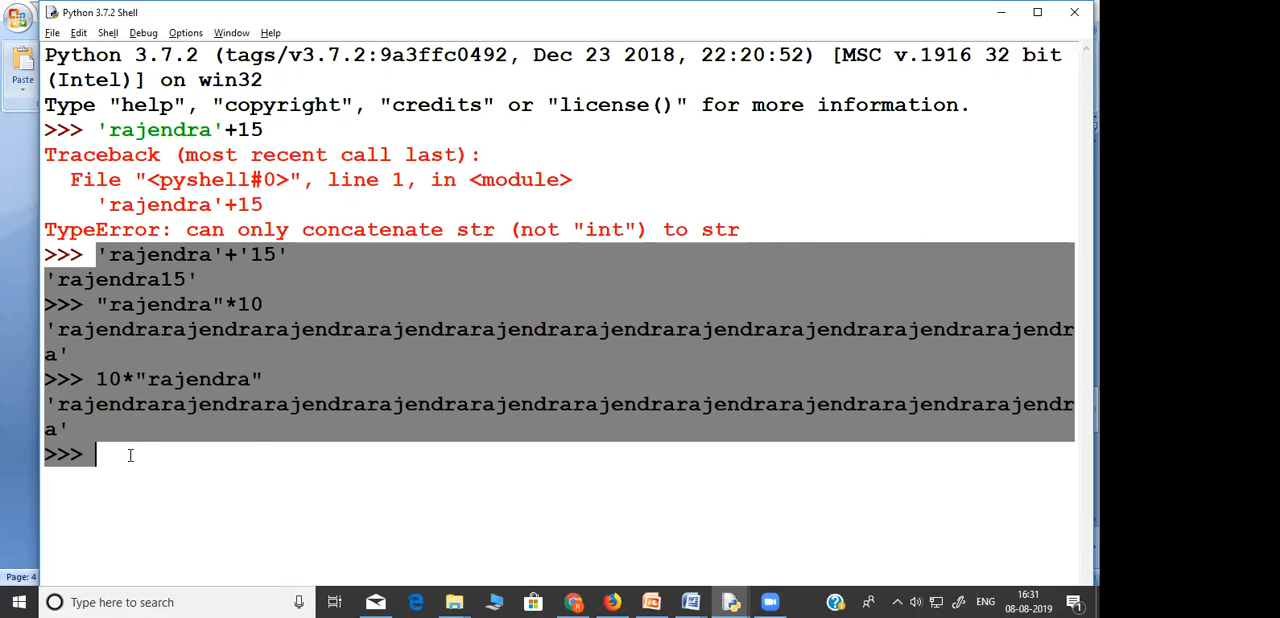 Python 3.7.2 Shell
File Edit Shell Debug Options Window Help
Paste
Python 3.7.2 (tags/v3.7.2:9a3ffc0492, Dec 23 2018, 22:20:52) [MSC v.1916 32 bit
(Intel)] on win32
Type "help", "copyright", "credits" or "license()" for more information.
>>> 'rajendra'+15
Traceback (most recent call last):
  File "<pyshell#0>", line 1, in <module>
    'rajendra'+15
TypeError: can only concatenate str (not "int") to str
>>> 'rajendra'+'15'
'rajendra15'
>>> "rajendra"*10
'rajendrarajendrarajendrarajendrarajendrarajendrarajendrarajendrarajendrarajendr
a'
>>> 10*"rajendra"
'rajendrarajendrarajendrarajendrarajendrarajendrarajendrarajendrarajendrarajendr
a'
>>>
Page: 4
Type here to search
ENG
16:31
08-08-2019